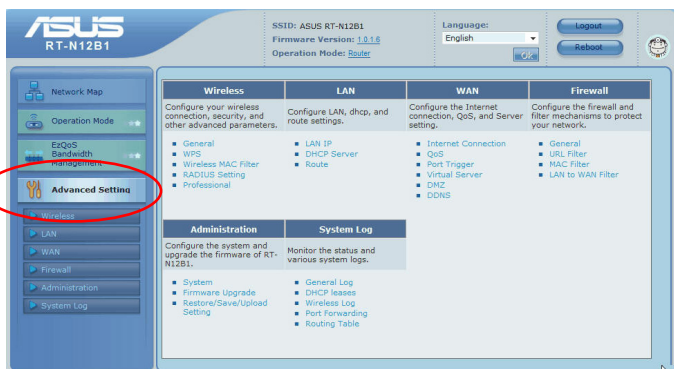 ASUS
RT-N12B1
SSID: ASUS RT-N12B1
Firmware Version: 1.0.1.6
Operation Mode: Router
Language:
English
OK
Logout
Reboot
Network Map
Operation Mode
EzQoS
Bandwidth
Management
Advanced Setting
Wireless
LAN
WAN
Firewall
Administration
System Log
Wireless
Configure your wireless
connection, security, and
other advanced parameters.
General
WPS
Wireless MAC Filter
RADIUS Setting
Professional
LAN
Configure LAN, dhcp, and
route settings.
LAN IP
DHCP Server
Route
WAN
Configure the Internet
connection, QoS, and Server
setting.
Internet Connection
QoS
Port Trigger
Virtual Server
DMZ
DDNS
Firewall
Configure the firewall and
filter mechanisms to protect
your network.
General
URL Filter
MAC Filter
LAN to WAN Filter
Administration
Configure the system and
upgrade the firmware of RT-
N12B1.
System
Firmware Upgrade
Restore/Save/Upload
Setting
System Log
Monitor the status and
various system logs.
General Log
DHCP leases
Wireless Log
Port Forwarding
Routing Table